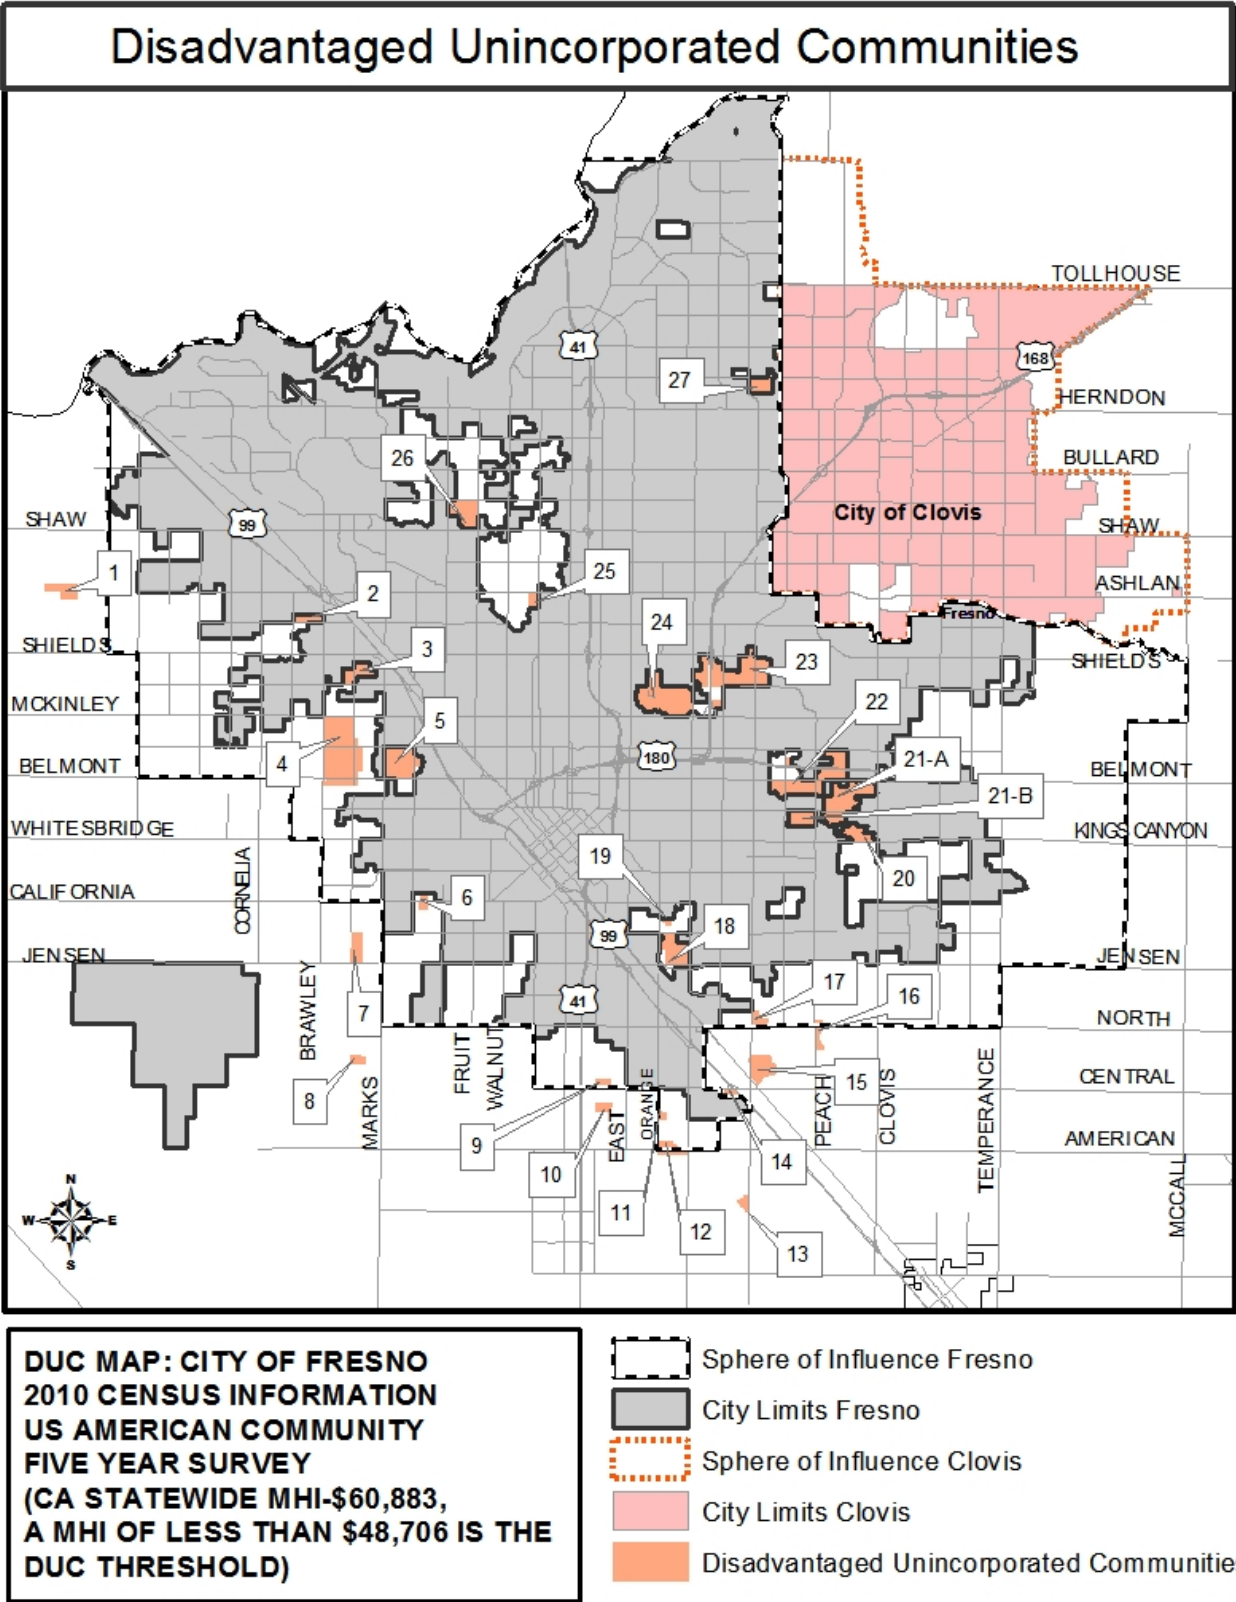 Disadvantaged Unincorporated Communities
TOLLHOUSE
41
168
27
HERNDON
26
BULLARD
99
City of Clovis
SHAW
SHAW
1
25
ASHLAN
2
Fresno
24
SHIELDS
3
23
SHIELDS
MCKINLEY
22
5
4
180
21-A
BELMONT
BELMONT
21-B
WHITESBRIDGE
KINGS CANYON
19
20
CALIFORNIA
CORNELIA
6
99
18
JENSEN
JENSEN
17
16
BRAWLEY
7
41
NORTH
FRUIT
WALNUT
8
MARKS
ORANGE
15
CENTRAL
PEACH
CLOVIS
TEMPERANCE
9
EAST
AMERICAN
10
14
MCCALL
11
12
13
N
W
E
S
DUC MAP: CITY OF FRESNO
2010 CENSUS INFORMATION
US AMERICAN COMMUNITY
FIVE YEAR SURVEY
(CA STATEWIDE MHI-$60,883,
A MHI OF LESS THAN $48,706 IS THE
DUC THRESHOLD)
Sphere of Influence Fresno
City Limits Fresno
Sphere of Influence Clovis
City Limits Clovis
Disadvantaged Unincorporated Communitie